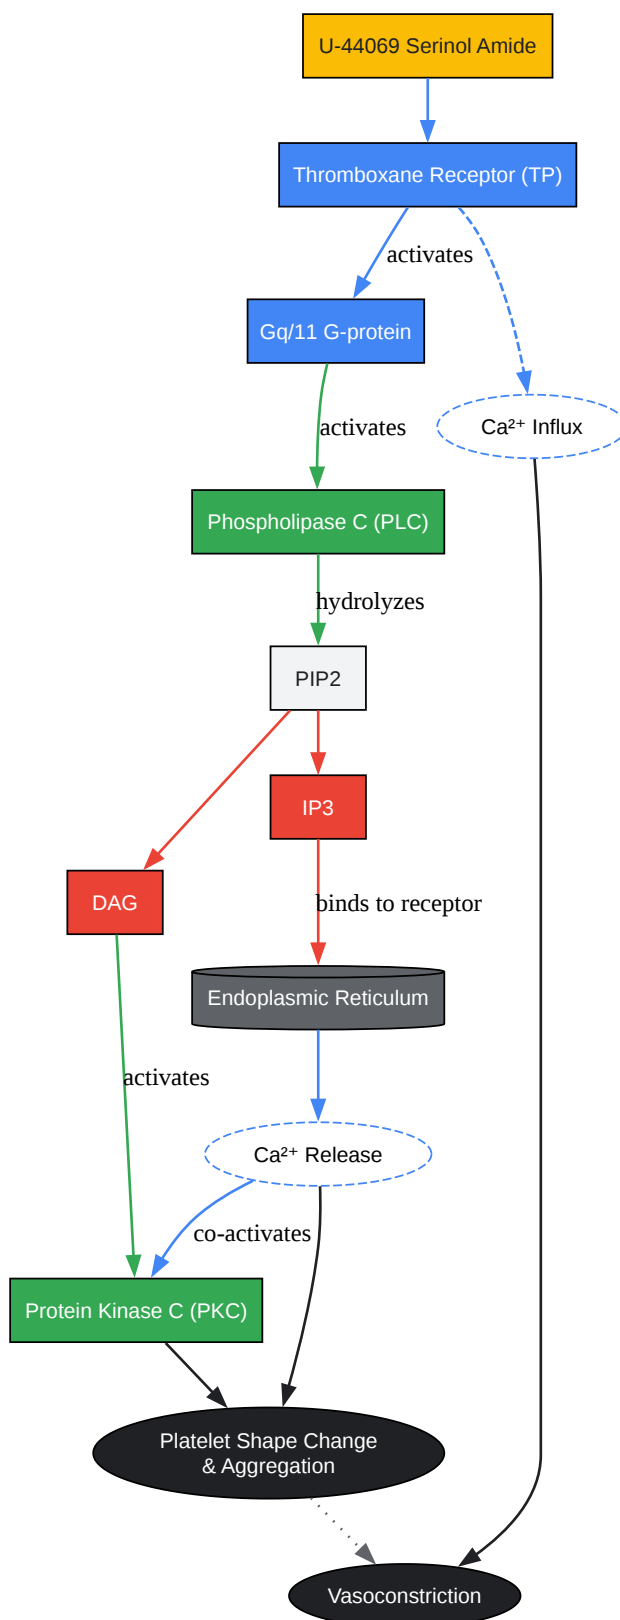 U-44069 Serinol Amide
Thromboxane Receptor (TP)
activates
Gq/11 G-protein
Ca²⁺ Influx
activates
Phospholipase C (PLC)
hydrolyzes
PIP2
IP3
DAG
binds to receptor
Endoplasmic Reticulum
activates
Ca²⁺ Release
co-activates
Protein Kinase C (PKC)
Platelet Shape Change
& Aggregation
Vasoconstriction